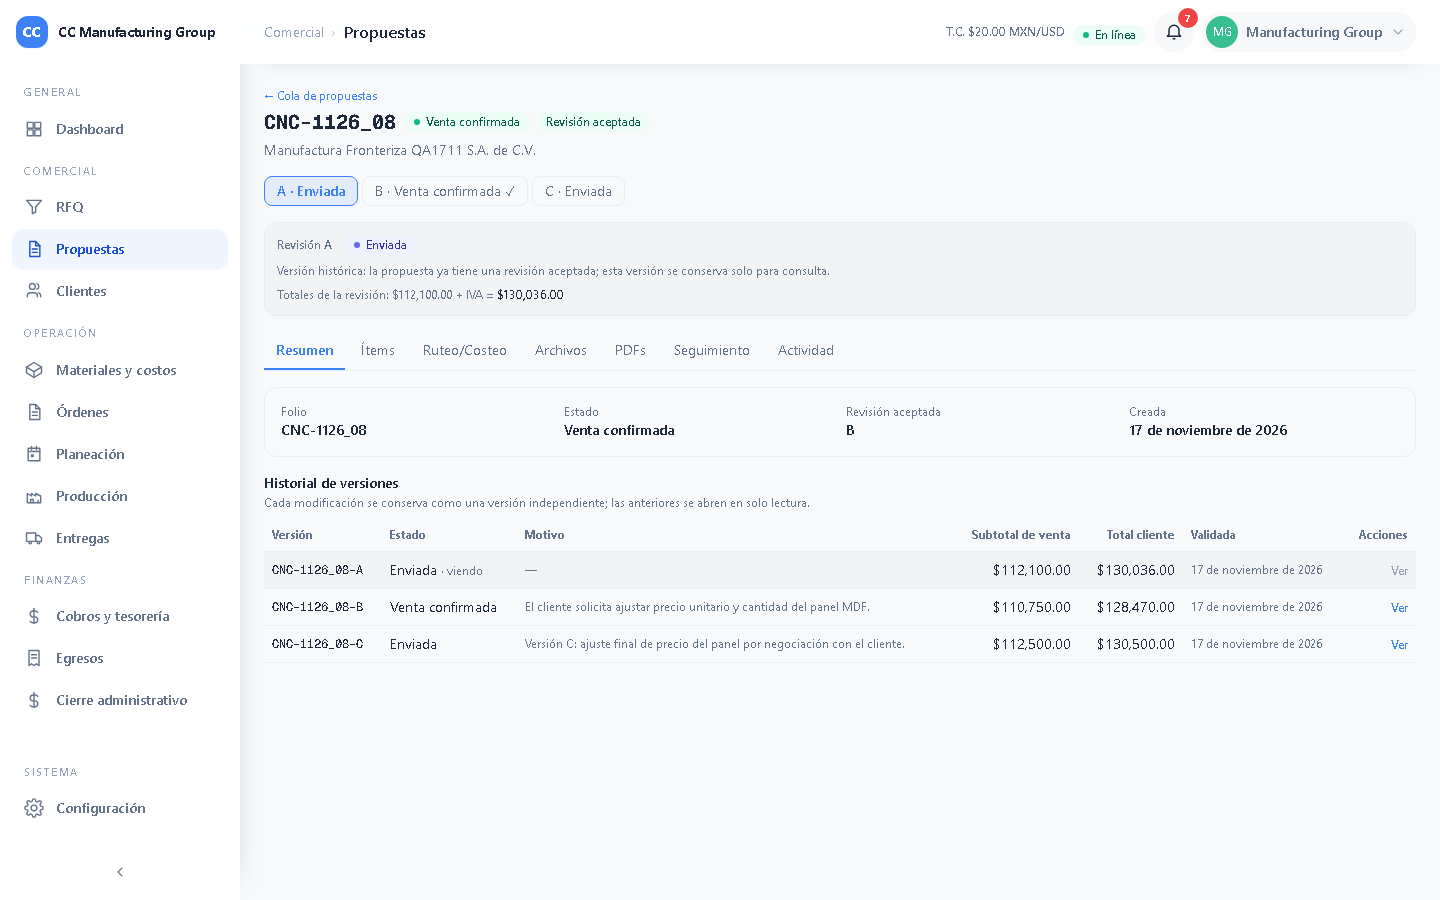 CC CC Manufacturing Group
Comercial › Propuestas
T.C. $20.00 MXN/USD
En línea
7
MG Manufacturing Group
GENERAL
Dashboard
COMERCIAL
RFQ
Propuestas
Clientes
OPERACIÓN
Materiales y costos
Órdenes
Planeación
Producción
Entregas
FINANZAS
Cobros y tesorería
Egresos
Cierre administrativo
SISTEMA
Configuración
← Cola de propuestas
CNC-1126_08 Venta confirmada Revisión aceptada
Manufactura Fronteriza QA1711 S.A. de C.V.
A · Enviada B · Venta confirmada ✓ C · Enviada
Revisión A Enviada
Versión histórica: la propuesta ya tiene una revisión aceptada; esta versión se conserva solo para consulta.
Totales de la revisión: $112,100.00 + IVA = $130,036.00
Resumen Ítems Ruteo/Costeo Archivos PDFs Seguimiento Actividad
Folio Estado Revisión aceptada Creada
CNC-1126_08 Venta confirmada B 17 de noviembre de 2026
Historial de versiones
Cada modificación se conserva como una versión independiente; las anteriores se abren en solo lectura.
Versión Estado Motivo Subtotal de venta Total cliente Validada Acciones
CNC-1126_08-A Enviada · viendo — $112,100.00 $130,036.00 17 de noviembre de 2026 Ver
CNC-1126_08-B Venta confirmada El cliente solicita ajustar precio unitario y cantidad del panel MDF. $110,750.00 $128,470.00 17 de noviembre de 2026 Ver
CNC-1126_08-C Enviada Versión C: ajuste final de precio del panel por negociación con el cliente. $112,500.00 $130,500.00 17 de noviembre de 2026 Ver